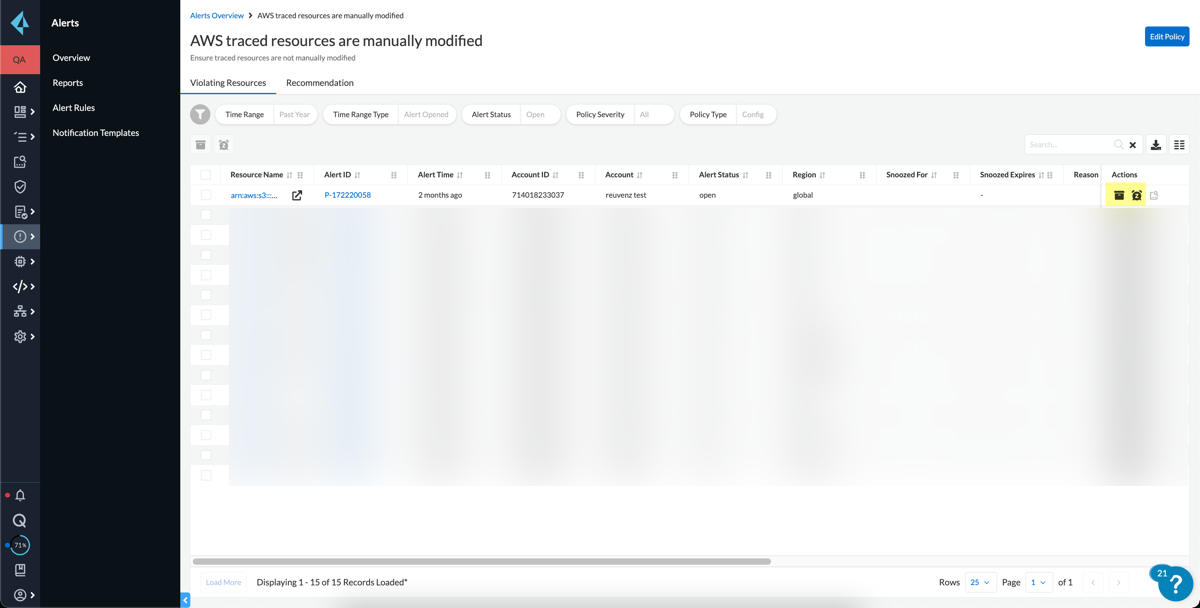 Alerts
QA
Overview
Reports
Alert Rules
Notification Templates
71%
Alerts Overview > AWS traced resources are manually modified
AWS traced resources are manually modified
Edit Policy
Ensure traced resources are not manually modified
Violating Resources Recommendation
Time Range Past Year Time Range Type Alert Opened Alert Status Open Policy Severity All Policy Type Config
Search...
Resource Name Alert ID Alert Time Account ID Account Alert Status Region Snoozed For Snoozed Expires Reason Actions
arn:aws:s3:::... P-172220058 2 months ago 714018233037 reuvenz test open global -
Load More Displaying 1 - 15 of 15 Records Loaded* Rows 25 Page 1 of 1
21
?